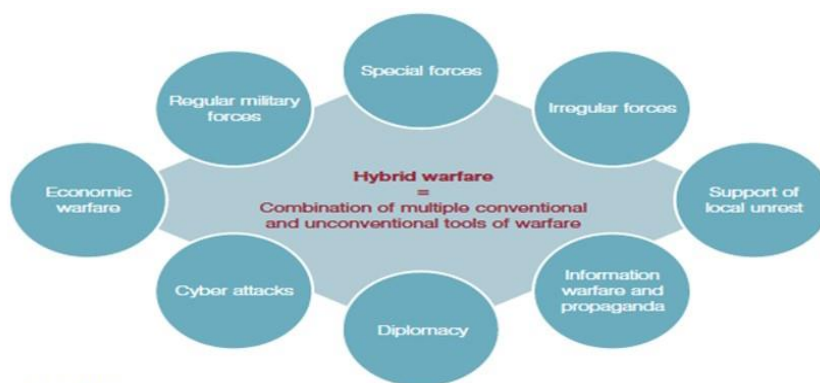 Special forces
Regular military
forces
Irregular forces
Hybrid warfare
=
Combination of multiple conventional
and unconventional tools of warfare
Economic
warfare
Support of
local unrest
Cyber attacks
Information
warfare and
propaganda
Diplomacy